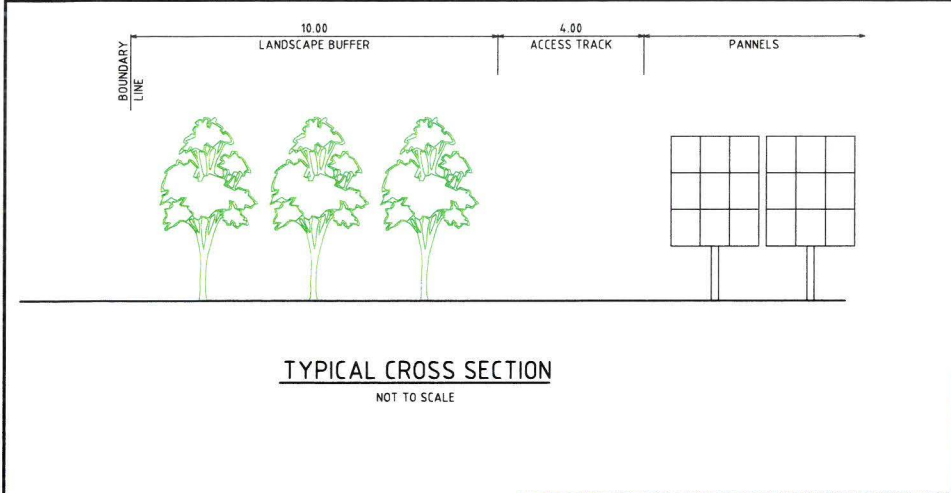 10.00
4.00
LANDSCAPE BUFFER
ACCESS TRACK
PANNELS
BOUNDARY
LINE
TYPICAL CROSS SECTION
NOT TO SCALE